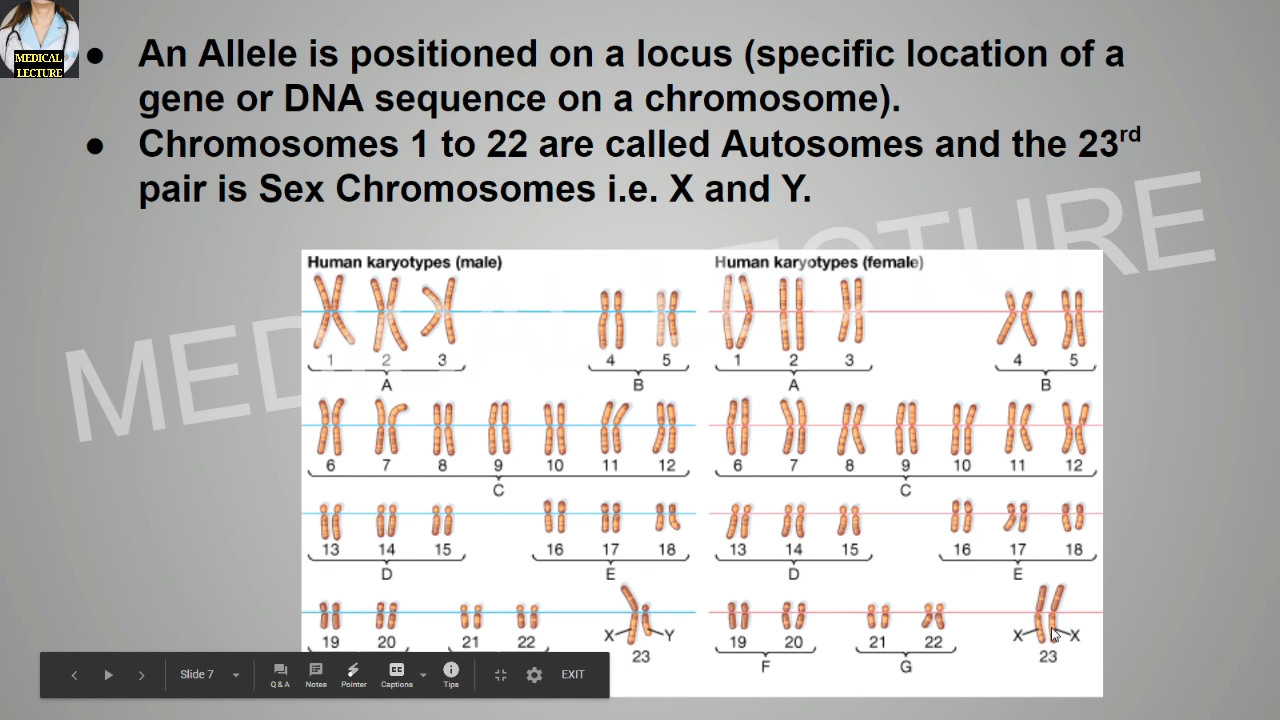 MEDICAL
LECTURE
● An Allele is positioned on a locus (specific location of a
gene or DNA sequence on a chromosome).
● Chromosomes 1 to 22 are called Autosomes and the 23rd
pair is Sex Chromosomes i.e. X and Y.
MEDICAL LECTURE
Human karyotypes (male)
1 2 3 4 5
A B
6 7 8 9 10 11 12
C
13 14 15 16 17 18
D E
X Y
19 20 21 22 23
Human karyotypes (female)
1 2 3 4 5
A B
6 7 8 9 10 11 12
C
13 14 15 16 17 18
D E
X X
19 20 21 22 23
F G
Slide 7
Q & A Notes Pointer Captions Tips EXIT